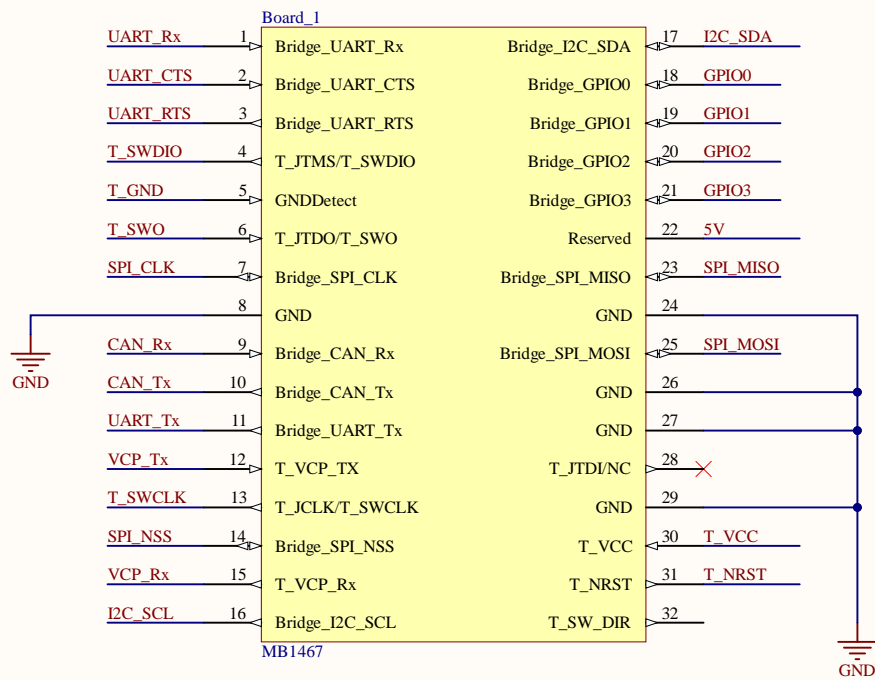 Board_1
UART_Rx 1 Bridge_UART_Rx Bridge_I2C_SDA 17 I2C_SDA
UART_CTS 2 Bridge_UART_CTS Bridge_GPIO0 18 GPIO0
UART_RTS 3 Bridge_UART_RTS Bridge_GPIO1 19 GPIO1
T_SWDIO 4 T_JTMS/T_SWDIO Bridge_GPIO2 20 GPIO2
T_GND 5 GNDDetect Bridge_GPIO3 21 GPIO3
T_SWO 6 T_JTDO/T_SWO Reserved 22 5V
SPI_CLK 7 Bridge_SPI_CLK Bridge_SPI_MISO 23 SPI_MISO
8 GND GND 24
CAN_Rx 9 Bridge_CAN_Rx Bridge_SPI_MOSI 25 SPI_MOSI
GND
CAN_Tx 10 Bridge_CAN_Tx GND 26
UART_Tx 11 Bridge_UART_Tx GND 27
VCP_Tx 12 T_VCP_TX T_JTDI/NC 28
T_SWCLK 13 T_JCLK/T_SWCLK GND 29
SPI_NSS 14 Bridge_SPI_NSS T_VCC 30 T_VCC
VCP_Rx 15 T_VCP_Rx T_NRST 31 T_NRST
I2C_SCL 16 Bridge_I2C_SCL T_SW_DIR 32
MB1467
GND